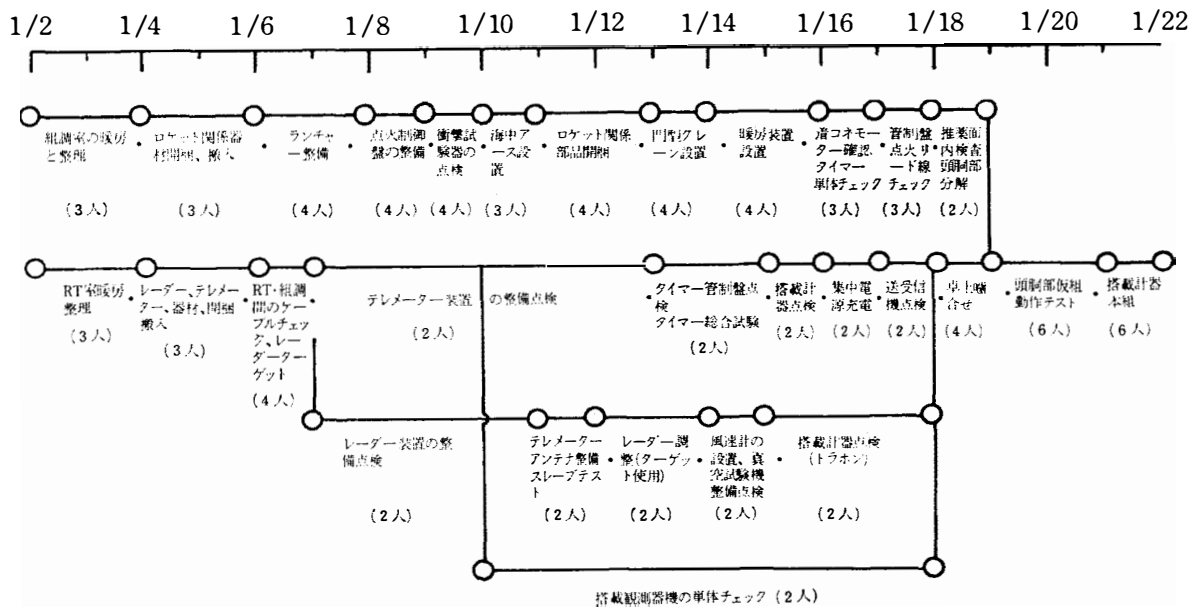 1/2 1/4 1/6 1/8 1/10 1/12 1/14 1/16 1/18 1/20 1/22
組調室の暖房
と整理
(3人)
ロケット関係器
材開梱、搬入
(3人)
ランチャ
ー整備
(4人)
点火制御
盤の整備
(4人)
衝撃試
験器の
点検
(4人)
海中ア
ース設
置
(3人)
ロケット関係
部品開梱
(4人)
門型クレ
ーン設置
(4人)
暖房装置
設置
(4人)
コネモー
ター確認、
タイマー
単体チェック
(3人)
管制盤
点火リ
ード線
チェック
(3人)
推薬面
内検査
頭胴部
分解
(2人)
RT室暖房
整理
(3人)
レーダー、テレメー
ター、器材、開梱
搬入
(3人)
RT・組調
間のケー
ブルチェッ
ク、レー
ダーター
ゲット
(4人)
テレメーター装置の整備点検
(2人)
タイマー管制盤点
検
タイマー総合試験
(2人)
搭載計
器点検
(2人)
集中電
源充電
(2人)
送受信
機点検
(2人)
卓上噛
合せ
(4人)
頭胴部仮組
動作テスト
(6人)
搭載計器
本組
(6人)
レーダー装置の整
備点検
(2人)
テレメーター
アンテナ整備
スレーブテス
ト
(2人)
レーダー調
整(ターゲッ
ト使用)
(2人)
風速計の
設置、真
空試験機
整備点検
(2人)
搭載計器点検
(トラホン)
(2人)
搭載観測器機の単体チェック(2人)